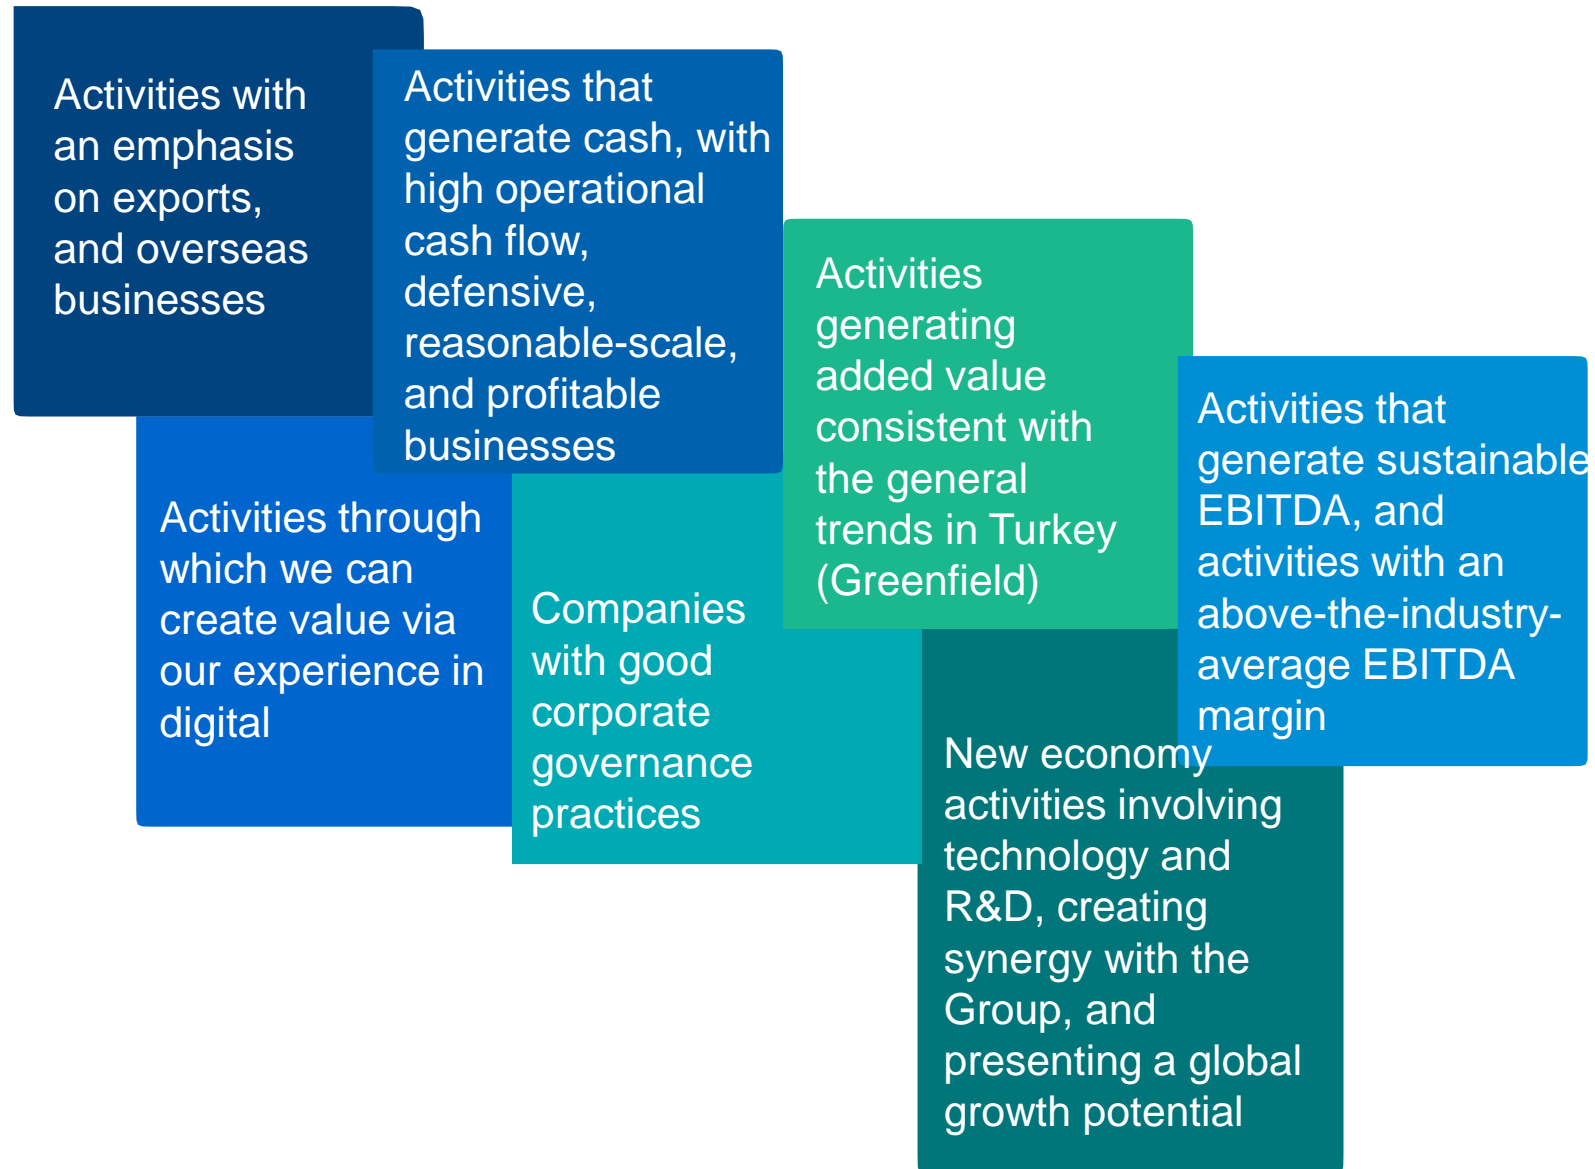 Activities with
an emphasis
on exports,
and overseas
businesses
Activities that
generate cash, with
high operational
cash flow,
defensive,
reasonable-scale,
and profitable
businesses
Activities
generating
added value
consistent with
the general
trends in Turkey
(Greenfield)
Activities that
generate sustainable
EBITDA, and
activities with an
above-the-industry-
average EBITDA
margin
Activities through
which we can
create value via
our experience in
digital
Companies
with good
corporate
governance
practices
New economy
activities involving
technology and
R&D, creating
synergy with the
Group, and
presenting a global
growth potential